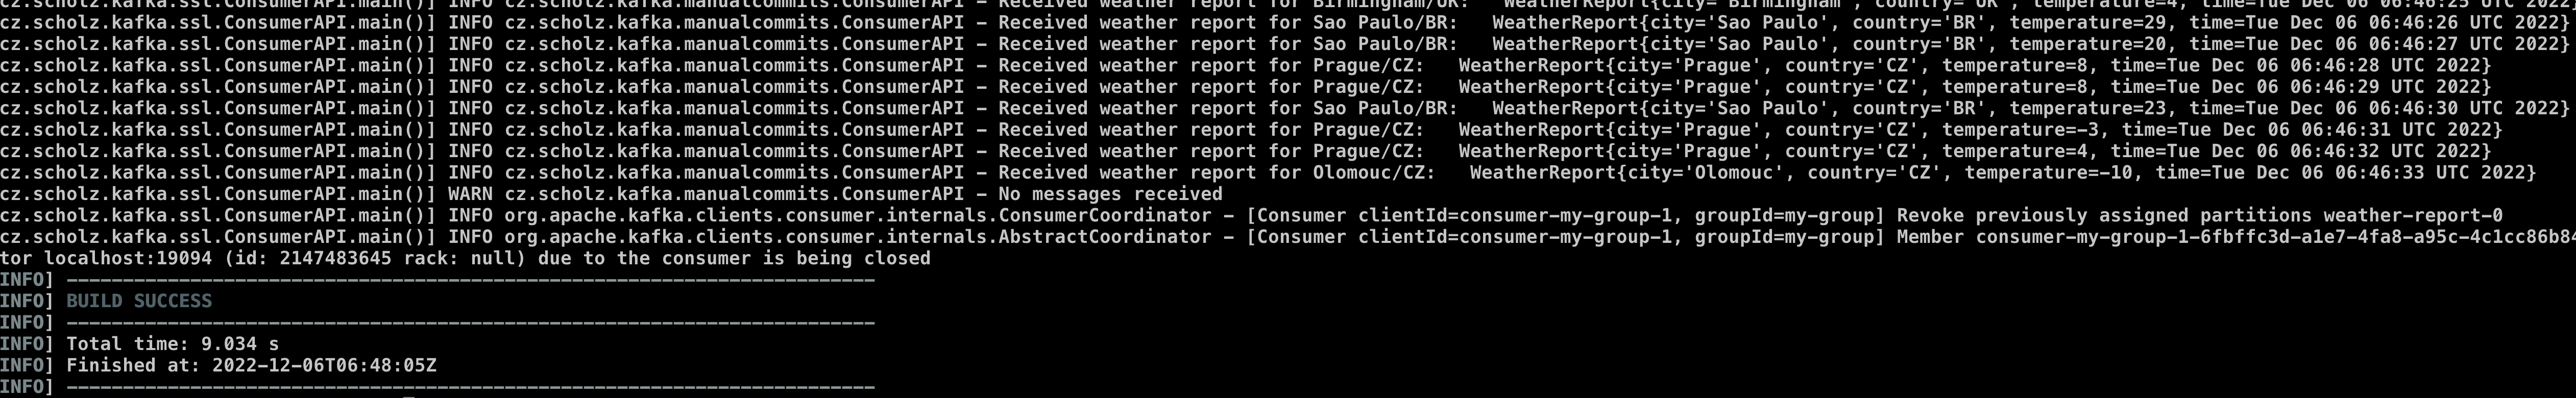 cz.scholz.kafka.ssl.ConsumerAPI.main()] INFO cz.scholz.kafka.manualcommits.ConsumerAPI - Received weather report for Birmingham/UK:   WeatherReport{city='Birmingham', country='UK', temperature=4, time=Tue Dec 06 06:46:25 UTC 2022}
cz.scholz.kafka.ssl.ConsumerAPI.main()] INFO cz.scholz.kafka.manualcommits.ConsumerAPI - Received weather report for Sao Paulo/BR:   WeatherReport{city='Sao Paulo', country='BR', temperature=29, time=Tue Dec 06 06:46:26 UTC 2022}
cz.scholz.kafka.ssl.ConsumerAPI.main()] INFO cz.scholz.kafka.manualcommits.ConsumerAPI - Received weather report for Sao Paulo/BR:   WeatherReport{city='Sao Paulo', country='BR', temperature=20, time=Tue Dec 06 06:46:27 UTC 2022}
cz.scholz.kafka.ssl.ConsumerAPI.main()] INFO cz.scholz.kafka.manualcommits.ConsumerAPI - Received weather report for Prague/CZ:   WeatherReport{city='Prague', country='CZ', temperature=8, time=Tue Dec 06 06:46:28 UTC 2022}
cz.scholz.kafka.ssl.ConsumerAPI.main()] INFO cz.scholz.kafka.manualcommits.ConsumerAPI - Received weather report for Prague/CZ:   WeatherReport{city='Prague', country='CZ', temperature=8, time=Tue Dec 06 06:46:29 UTC 2022}
cz.scholz.kafka.ssl.ConsumerAPI.main()] INFO cz.scholz.kafka.manualcommits.ConsumerAPI - Received weather report for Sao Paulo/BR:   WeatherReport{city='Sao Paulo', country='BR', temperature=23, time=Tue Dec 06 06:46:30 UTC 2022}
cz.scholz.kafka.ssl.ConsumerAPI.main()] INFO cz.scholz.kafka.manualcommits.ConsumerAPI - Received weather report for Prague/CZ:   WeatherReport{city='Prague', country='CZ', temperature=-3, time=Tue Dec 06 06:46:31 UTC 2022}
cz.scholz.kafka.ssl.ConsumerAPI.main()] INFO cz.scholz.kafka.manualcommits.ConsumerAPI - Received weather report for Prague/CZ:   WeatherReport{city='Prague', country='CZ', temperature=4, time=Tue Dec 06 06:46:32 UTC 2022}
cz.scholz.kafka.ssl.ConsumerAPI.main()] INFO cz.scholz.kafka.manualcommits.ConsumerAPI - Received weather report for Olomouc/CZ:   WeatherReport{city='Olomouc', country='CZ', temperature=-10, time=Tue Dec 06 06:46:33 UTC 2022}
cz.scholz.kafka.ssl.ConsumerAPI.main()] WARN cz.scholz.kafka.manualcommits.ConsumerAPI - No messages received
cz.scholz.kafka.ssl.ConsumerAPI.main()] INFO org.apache.kafka.clients.consumer.internals.ConsumerCoordinator - [Consumer clientId=consumer-my-group-1, groupId=my-group] Revoke previously assigned partitions weather-report-0
cz.scholz.kafka.ssl.ConsumerAPI.main()] INFO org.apache.kafka.clients.consumer.internals.AbstractCoordinator - [Consumer clientId=consumer-my-group-1, groupId=my-group] Member consumer-my-group-1-6fbffc3d-a1e7-4fa8-a95c-4c1cc86b84
tor localhost:19094 (id: 2147483645 rack: null) due to the consumer is being closed
INFO] ------------------------------------------------------------------------
INFO] BUILD SUCCESS
INFO] ------------------------------------------------------------------------
INFO] Total time: 9.034 s
INFO] Finished at: 2022-12-06T06:48:05Z
INFO] ------------------------------------------------------------------------